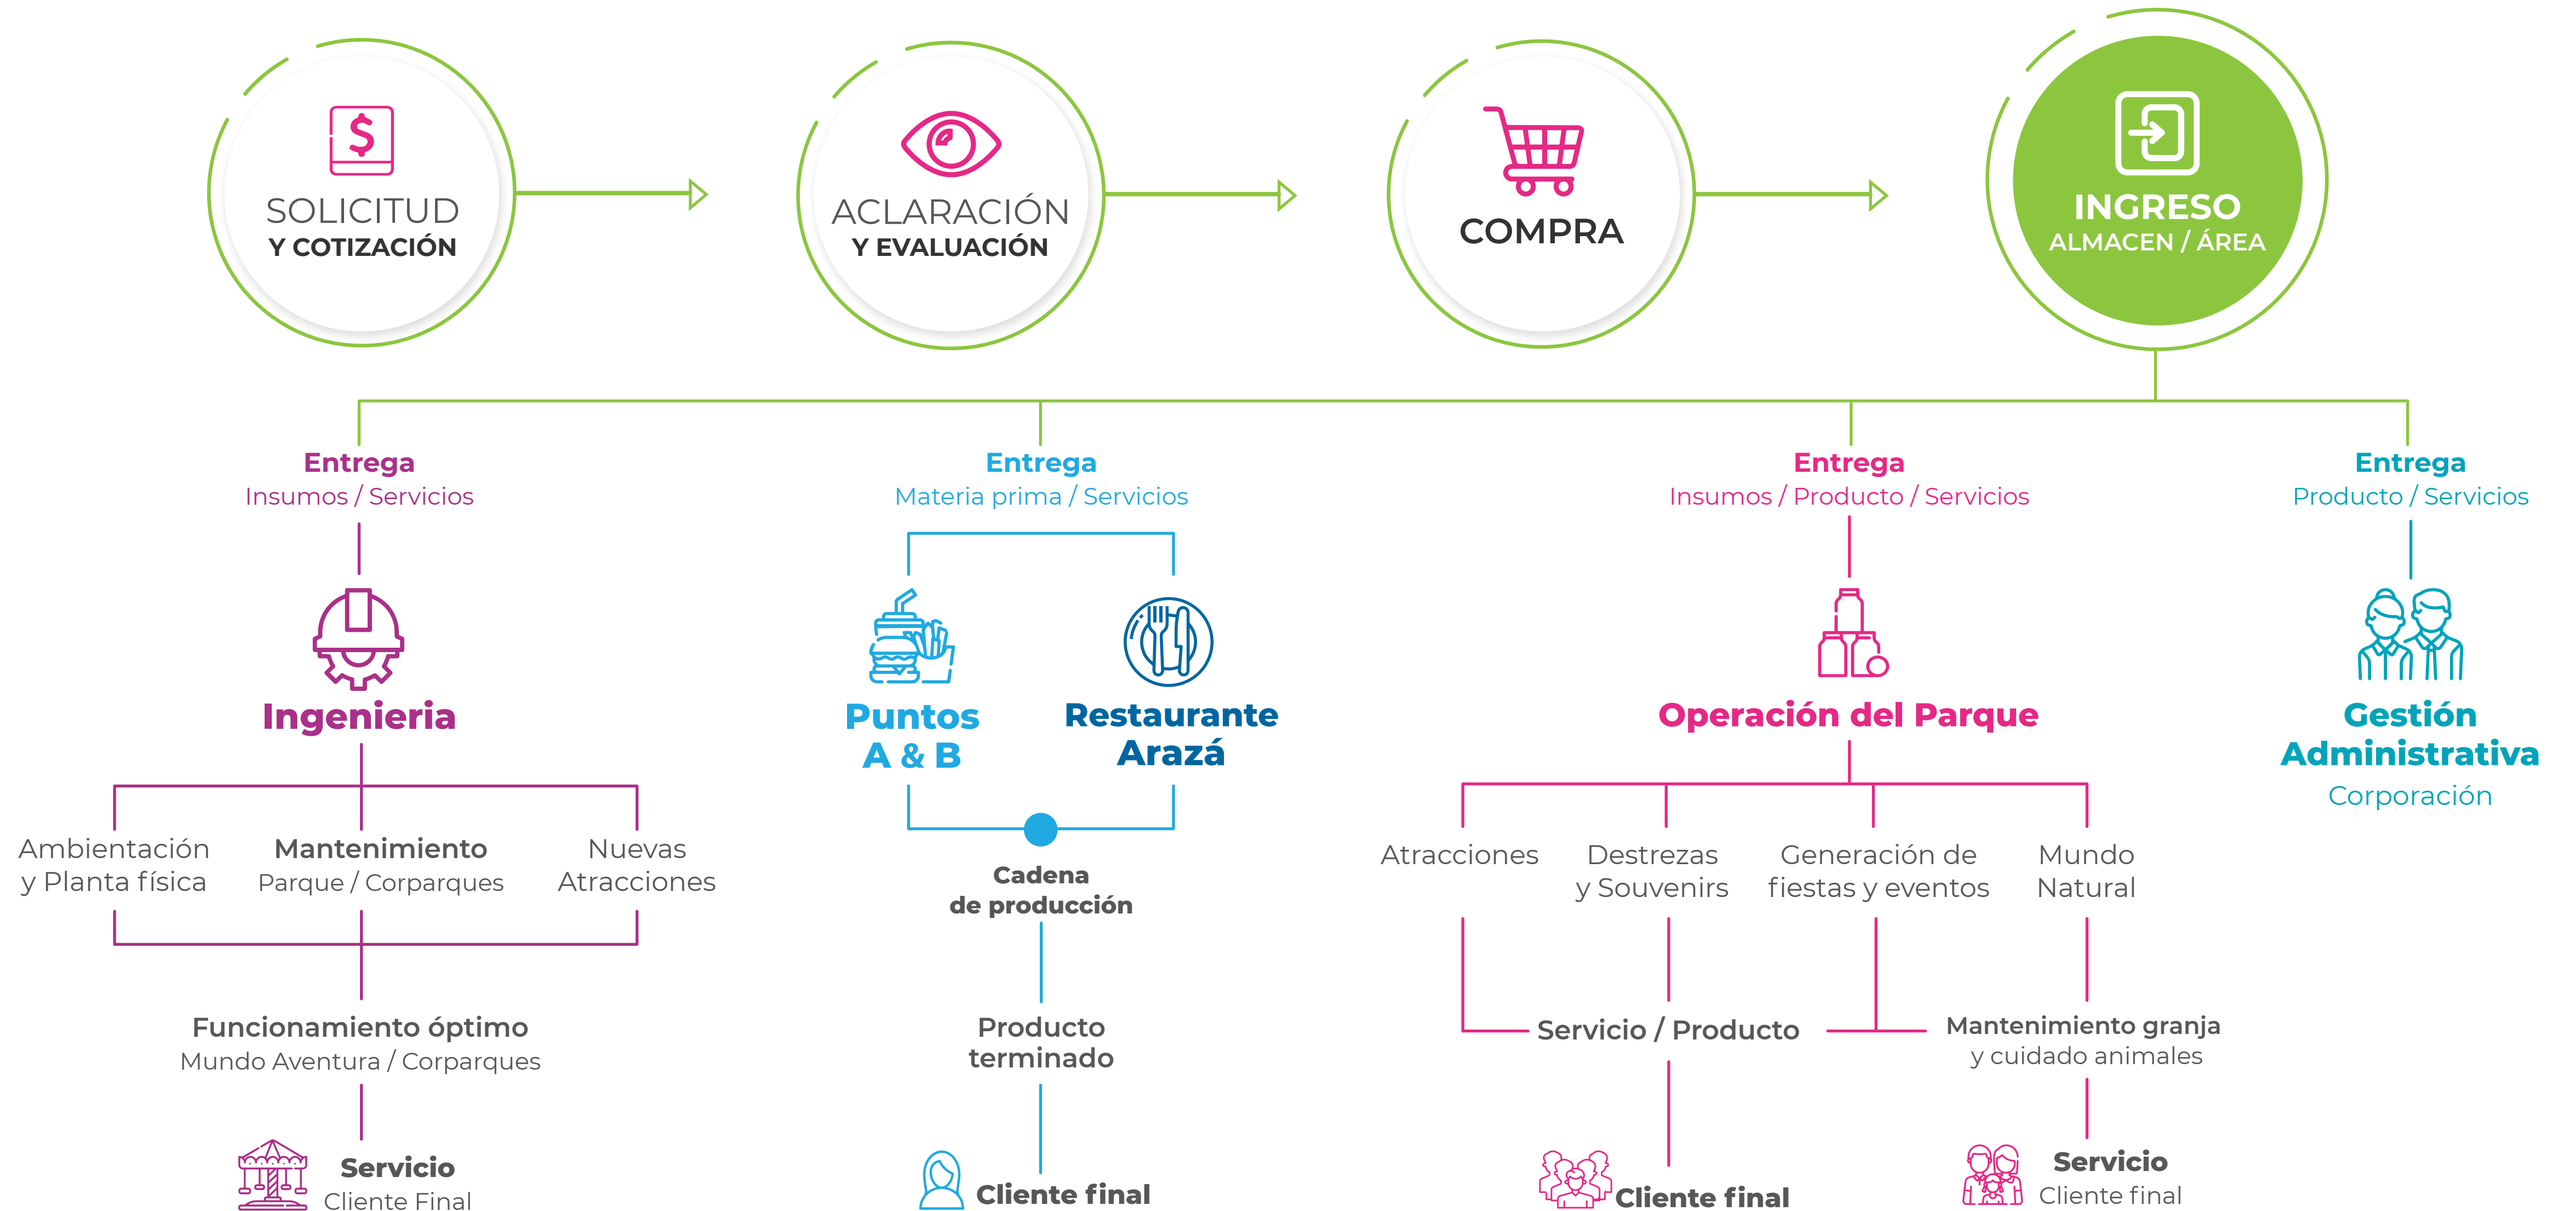 $
SOLICITUD
Y COTIZACIÓN
ACLARACIÓN
Y EVALUACIÓN
COMPRA
INGRESO
ALMACEN / ÁREA
Entrega
Insumos / Servicios
Ingenieria
Ambientación
y Planta física
Mantenimiento
Parque / Corparques
Nuevas
Atracciones
Funcionamiento óptimo
Mundo Aventura / Corparques
Servicio
Cliente Final
Entrega
Materia prima / Servicios
Puntos
A & B
Restaurante
Arazá
Cadena
de producción
Producto
terminado
Cliente final
Entrega
Insumos / Producto / Servicios
Operación del Parque
Atracciones
Destrezas
y Souvenirs
Generación de
fiestas y eventos
Mundo
Natural
Servicio / Producto
Mantenimiento granja
y cuidado animales
Cliente final
Servicio
Cliente final
Entrega
Producto / Servicios
Gestión
Administrativa
Corporación